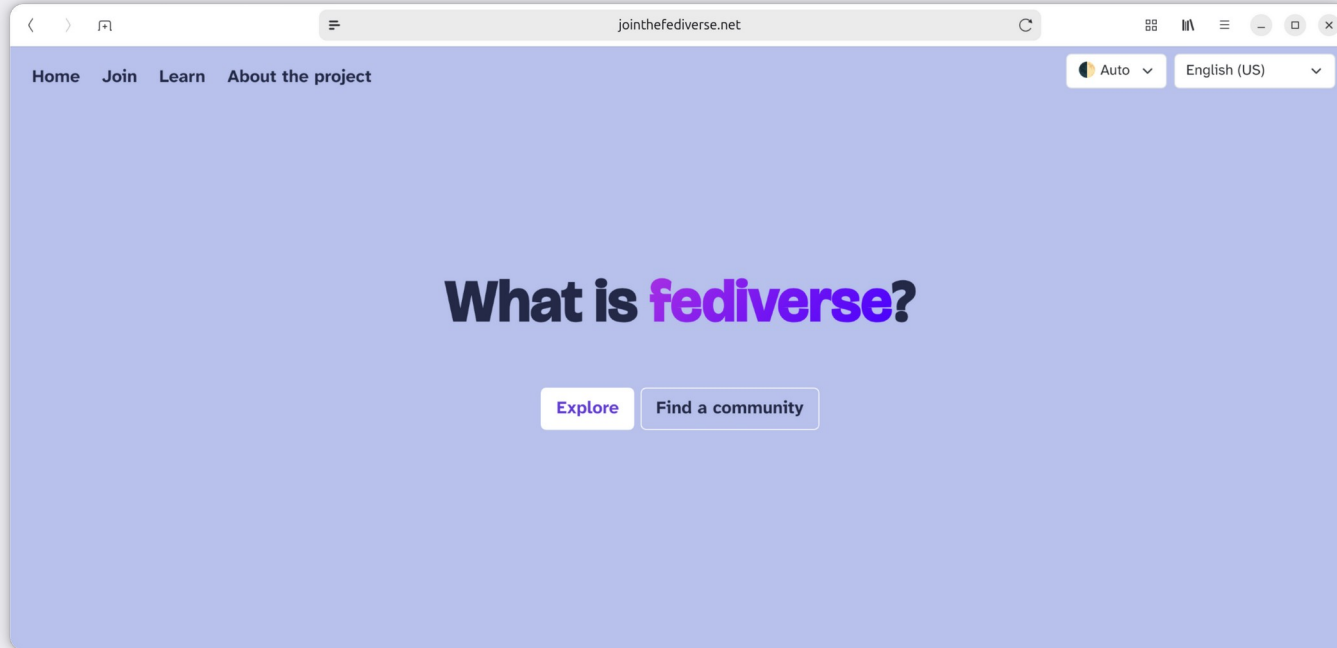 jointhefediverse.net
Home Join Learn About the project
Auto
English (US)
What is fediverse?
Explore
Find a community